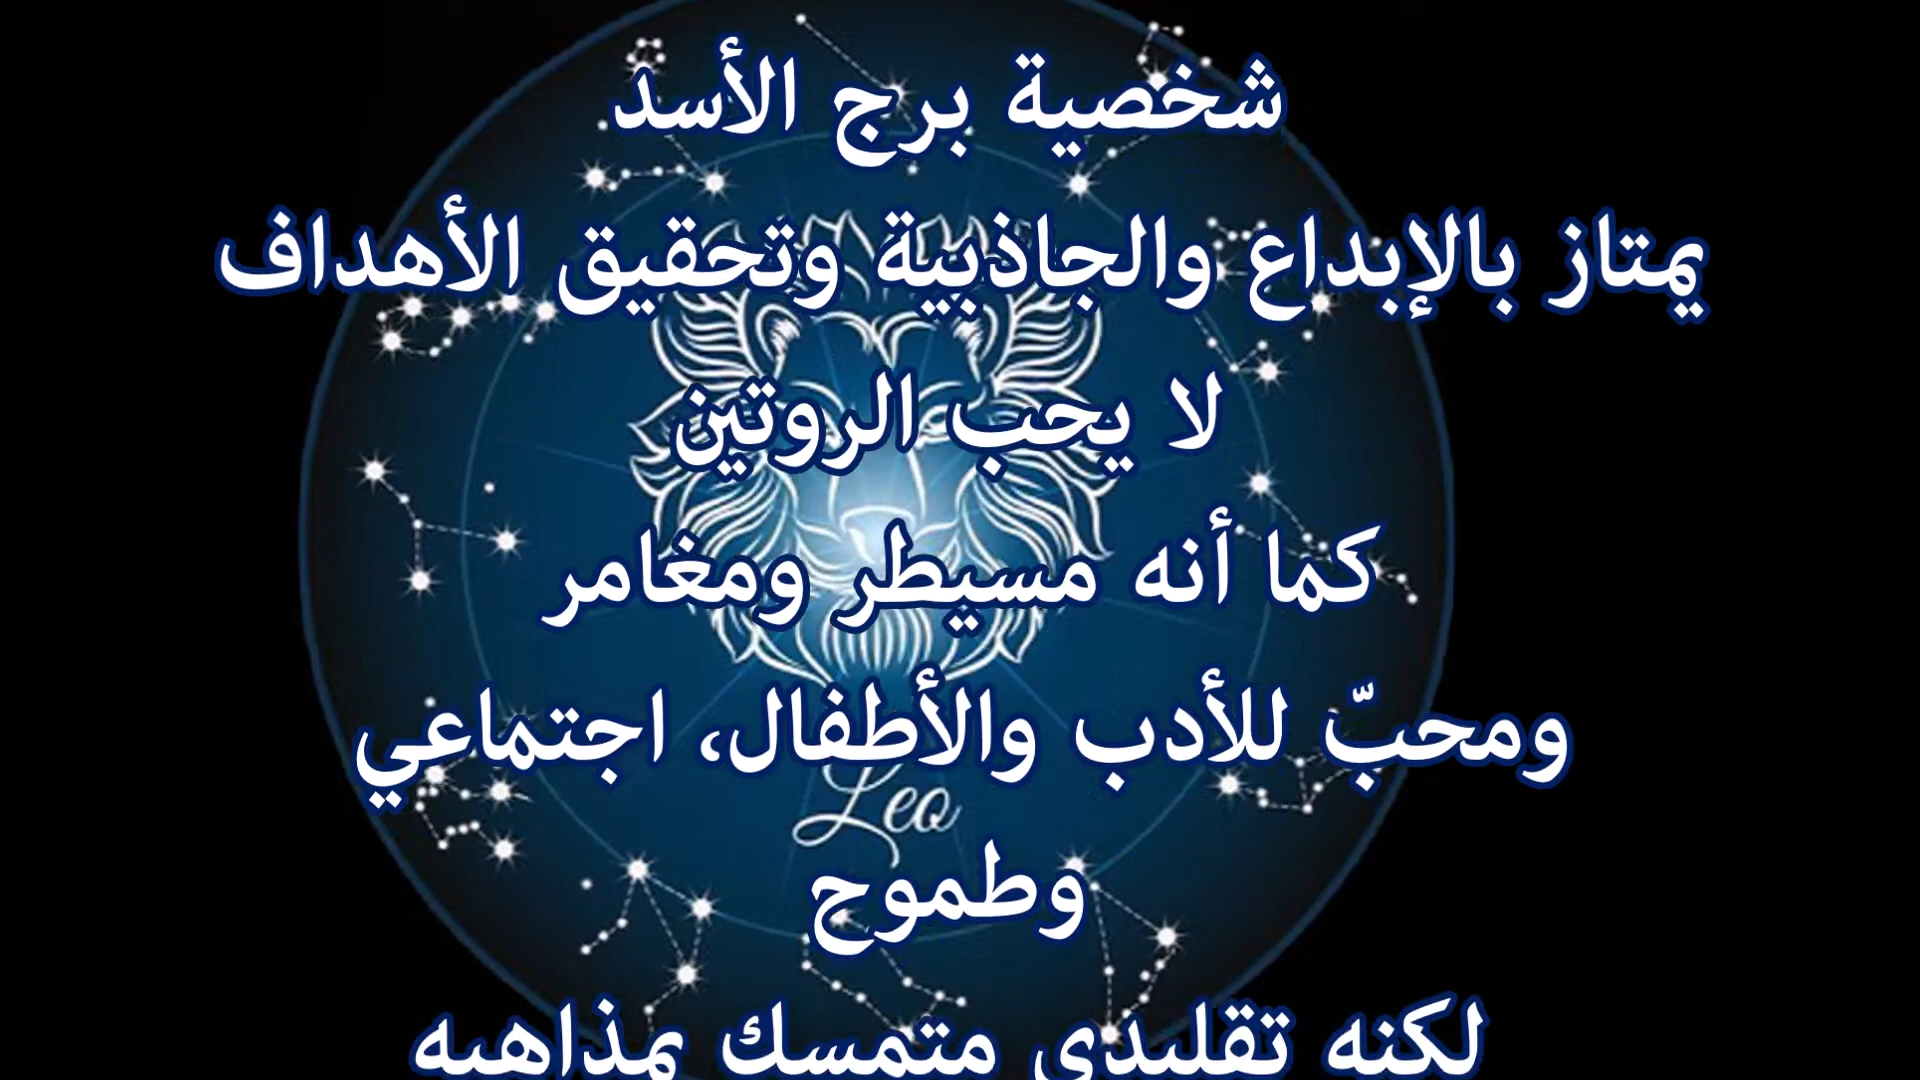 شخصية برج الأسد
يمتاز بالإبداع والجاذبية وتحقيق الأهداف
لا يحب الروتين
كما أنه مسيطر ومغامر
ومحبّ للأدب والأطفال، اجتماعي
Leo
وطموح
لكنه تقليدي متمسك بمذاهبه